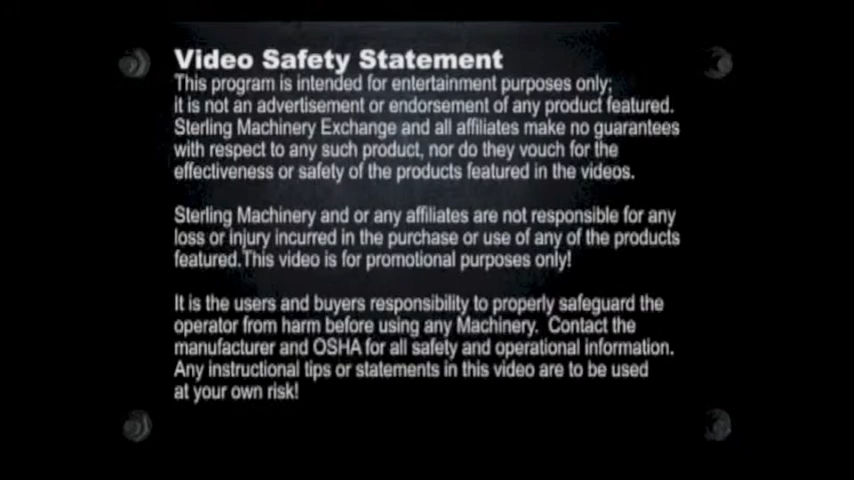 Video Safety Statement
This program is intended for entertainment purposes only;
it is not an advertisement or endorsement of any product featured.
Sterling Machinery Exchange and all affiliates make no guarantees
with respect to any such product, nor do they vouch for the
effectiveness or safety of the products featured in the videos.
Sterling Machinery and or any affiliates are not responsible for any
loss or injury incurred in the purchase or use of any of the products
featured.This video is for promotional purposes only!
It is the users and buyers responsibility to properly safeguard the
operator from harm before using any Machinery. Contact the
manufacturer and OSHA for all safety and operational information.
Any instructional tips or statements in this video are to be used
at your own risk!